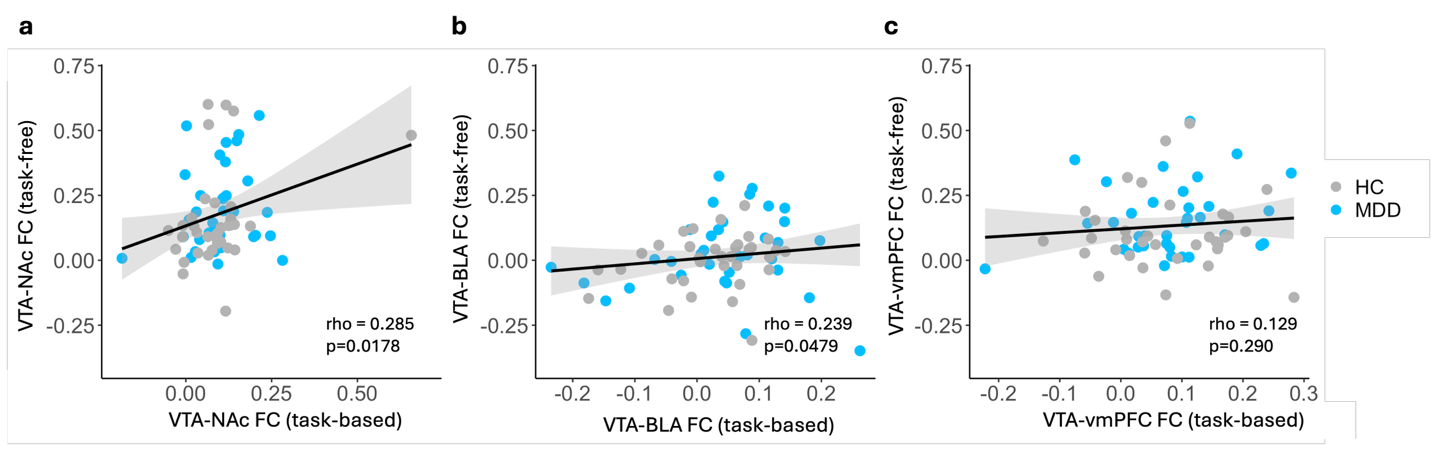 a
b
c
VTA-NAc FC (task-free)
0.75
0.50
0.25
0.00
-0.25
rho = 0.285
p=0.0178
0.00
0.25
0.50
VTA-NAc FC (task-based)
VTA-BLA FC (task-free)
0.75
0.50
0.25
0.00
-0.25
rho = 0.239
p=0.0479
-0.2
-0.1
0.0
0.1
0.2
VTA-BLA FC (task-based)
VTA-vmPFC FC (task-free)
0.75
0.50
0.25
0.00
-0.25
rho = 0.129
p=0.290
-0.2
-0.1
0.0
0.1
0.2
0.3
VTA-vmPFC FC (task-based)
HC
MDD